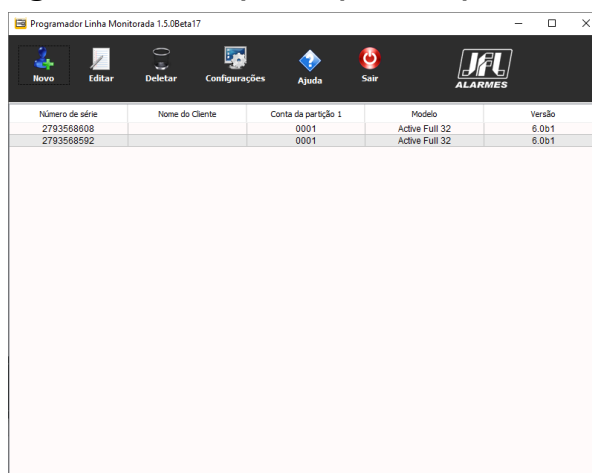 Programador Linha Monitorada 1.5.0Beta17
Novo Editar Deletar Configurações Ajuda Sair JFL ALARMES
Número de série Nome do Cliente Conta da partição 1 Modelo Versão
2793568608 0001 Active Full 32 6.0b1
2793568592 0001 Active Full 32 6.0b1